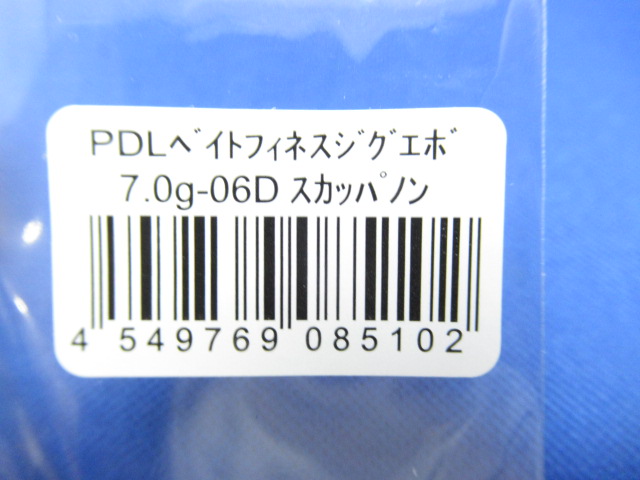 PDLﾍﾞｲﾄﾌｨﾈｽｼﾞｸﾞｴﾎﾞ
7.0g-06D ｽｶｯﾊﾟﾉﾝ
4 549769 085102